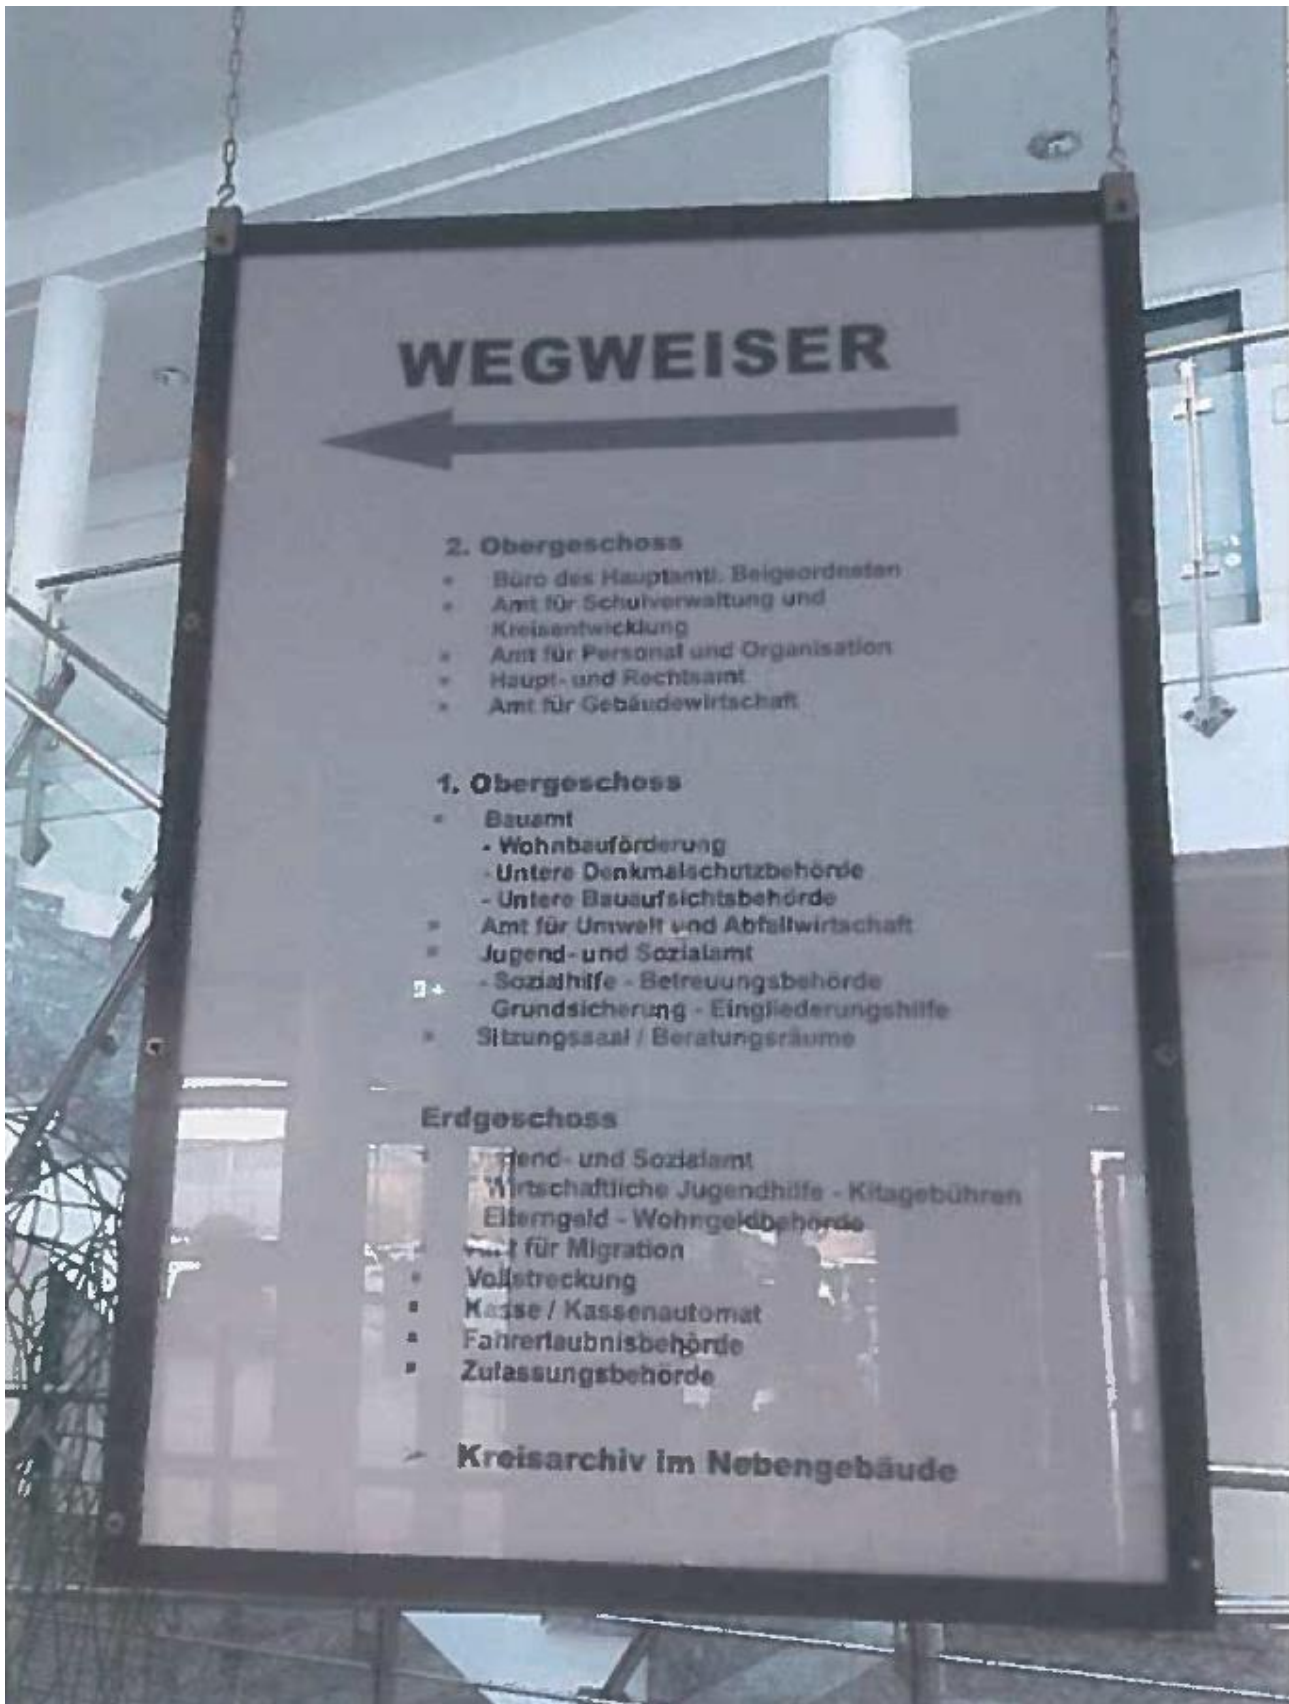 WEGWEISER
2. Obergeschoss
Büro des Hauptamtl. Beigeordneten
Amt für Schulverwaltung und
Kreisentwicklung
Amt für Personal und Organisation
Haupt- und Rechtsamt
Amt für Gebäudewirtschaft
1. Obergeschoss
Bauamt
- Wohnbauförderung
- Untere Denkmalschutzbehörde
- Untere Bauaufsichtsbehörde
Amt für Umwelt und Abfallwirtschaft
Jugend- und Sozialamt
- Sozialhilfe - Betreuungsbehörde
Grundsicherung - Eingliederungshilfe
Sitzungssaal / Beratungsräume
Erdgeschoss
und Sozialamt
Wirtschaftliche Jugendhilfe - Kitagebühren
Elterngeld - Wohngeldbehörde
für Migration
Vollstreckung
Kasse / Kassenautomat
Fahrerlaubnisbehörde
Zulassungsbehörde
Kreisarchiv im Nebengebäude